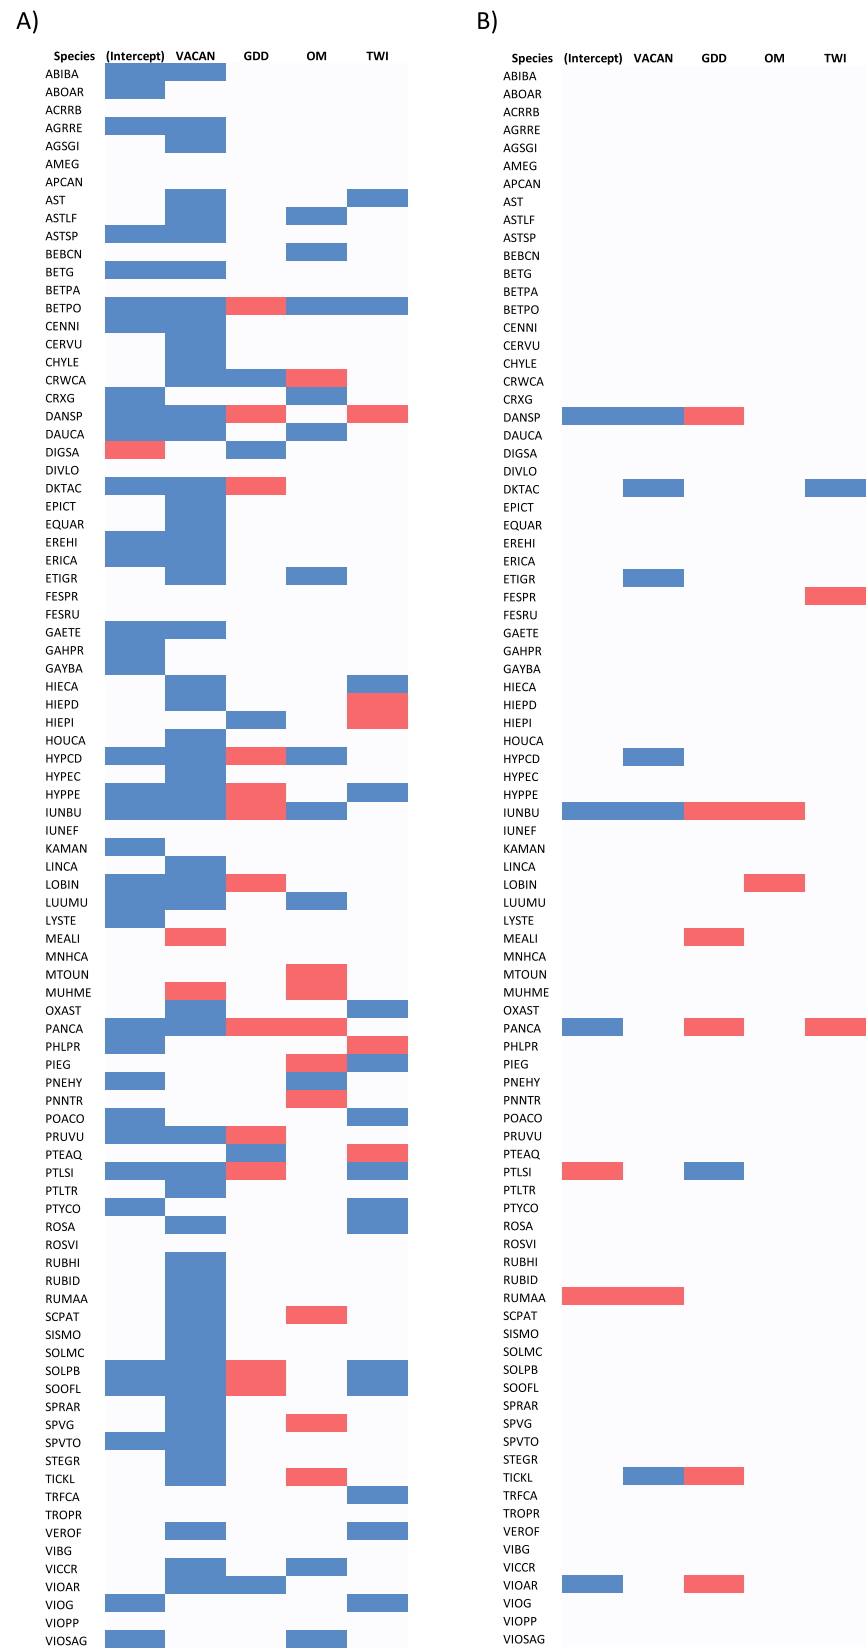 A)
Species (Intercept) VACAN GDD OM TWI
ABIBA
ABOAR
ACRRB
AGRRE
AGSGI
AMEG
APCAN
AST
ASTLF
ASTSP
BEBCN
BETG
BETPA
BETPO
CENNI
CERVU
CHYLE
CRWCA
CRXG
DANSP
DAUCA
DIGSA
DIVLO
DKTAC
EPICT
EQUAR
EREHI
ERICA
ETIGR
FESPR
FESRU
GAETE
GAHPR
GAYBA
HIECA
HIEPD
HIEPI
HOUCA
HYPCD
HYPEC
HYPPE
IUNBU
IUNEF
KAMAN
LINCA
LOBIN
LUUMU
LYSTE
MEALI
MNHCA
MTOUN
MUHME
OXAST
PANCA
PHLPR
PIEG
PNEHY
PNNTR
POACO
PRUVU
PTEAQ
PTLSI
PTLTR
PTYCO
ROSA
ROSVI
RUBHI
RUBID
RUMAA
SCPAT
SISMO
SOLMC
SOLPB
SOOFL
SPRAR
SPVG
SPVTO
STEGR
TICKL
TRFCA
TROPR
VEROF
VIBG
VICCR
VIOAR
VIOG
VIOPP
VIOSAG
B)
Species (Intercept) VACAN GDD OM TWI
ABIBA
ABOAR
ACRRB
AGRRE
AGSGI
AMEG
APCAN
AST
ASTLF
ASTSP
BEBCN
BETG
BETPA
BETPO
CENNI
CERVU
CHYLE
CRWCA
CRXG
DANSP
DAUCA
DIGSA
DIVLO
DKTAC
EPICT
EQUAR
EREHI
ERICA
ETIGR
FESPR
FESRU
GAETE
GAHPR
GAYBA
HIECA
HIEPD
HIEPI
HOUCA
HYPCD
HYPEC
HYPPE
IUNBU
IUNEF
KAMAN
LINCA
LOBIN
LUUMU
LYSTE
MEALI
MNHCA
MTOUN
MUHME
OXAST
PANCA
PHLPR
PIEG
PNEHY
PNNTR
POACO
PRUVU
PTEAQ
PTLSI
PTLTR
PTYCO
ROSA
ROSVI
RUBHI
RUBID
RUMAA
SCPAT
SISMO
SOLMC
SOLPB
SOOFL
SPRAR
SPVG
SPVTO
STEGR
TICKL
TRFCA
TROPR
VEROF
VIBG
VICCR
VIOAR
VIOG
VIOPP
VIOSAG